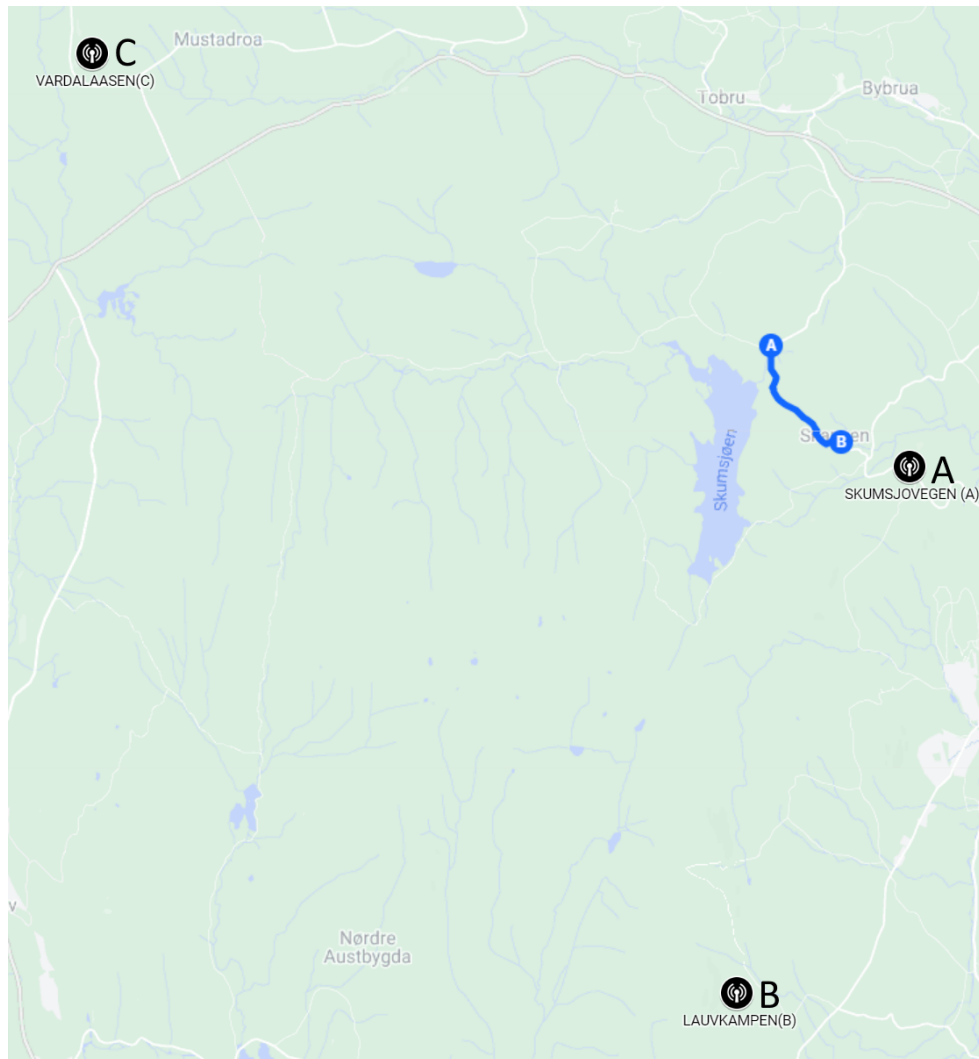 C
VARDALAASEN(C)
Mustadroa
Tobru
Bybrua
A
B
Skumsjøen
A
SKUMSJOVEGEN (A)
Nørdre
Austbygda
B
LAUVKAMPEN(B)